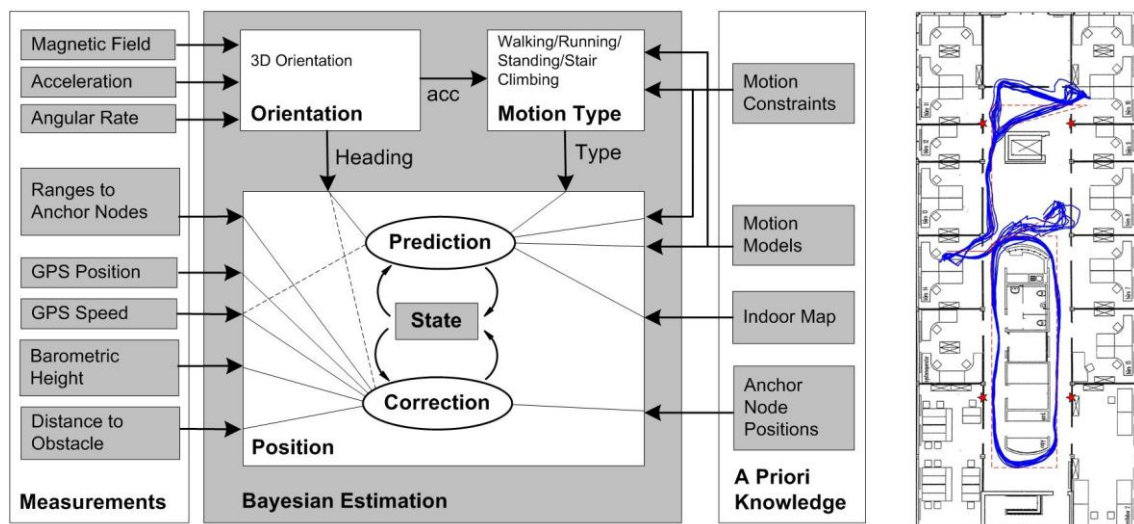 Magnetic Field
Acceleration
Angular Rate
Ranges to
Anchor Nodes
GPS Position
GPS Speed
Barometric
Height
Distance to
Obstacle
Measurements
3D Orientation
Orientation
acc
Walking/Running/
Standing/Stair
Climbing
Motion Type
Heading
Type
Prediction
State
Correction
Position
Bayesian Estimation
Motion
Constraints
Motion
Models
Indoor Map
Anchor
Node
Positions
A Priori
Knowledge